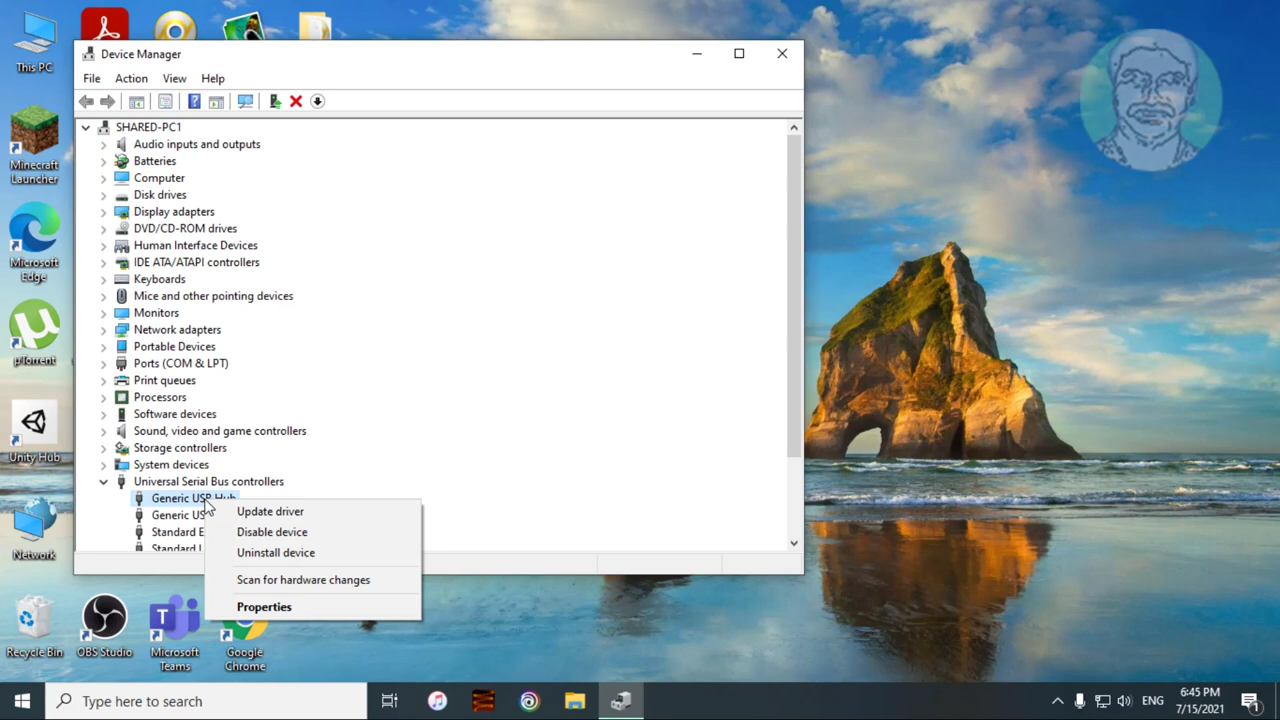 This PC
Minecraft
Launcher
Microsoft
Edge
µTorrent
Unity Hub
Network
Recycle Bin
OBS Studio
Microsoft
Teams
Google
Chrome
Device Manager
File Action View Help
SHARED-PC1
Audio inputs and outputs
Batteries
Computer
Disk drives
Display adapters
DVD/CD-ROM drives
Human Interface Devices
IDE ATA/ATAPI controllers
Keyboards
Mice and other pointing devices
Monitors
Network adapters
Portable Devices
Ports (COM & LPT)
Print queues
Processors
Software devices
Sound, video and game controllers
Storage controllers
System devices
Universal Serial Bus controllers
Generic USB Hub
Generic
Standard
Standard
Update driver
Disable device
Uninstall device
Scan for hardware changes
Properties
Type here to search
ENG
6:45 PM
7/15/2021
1